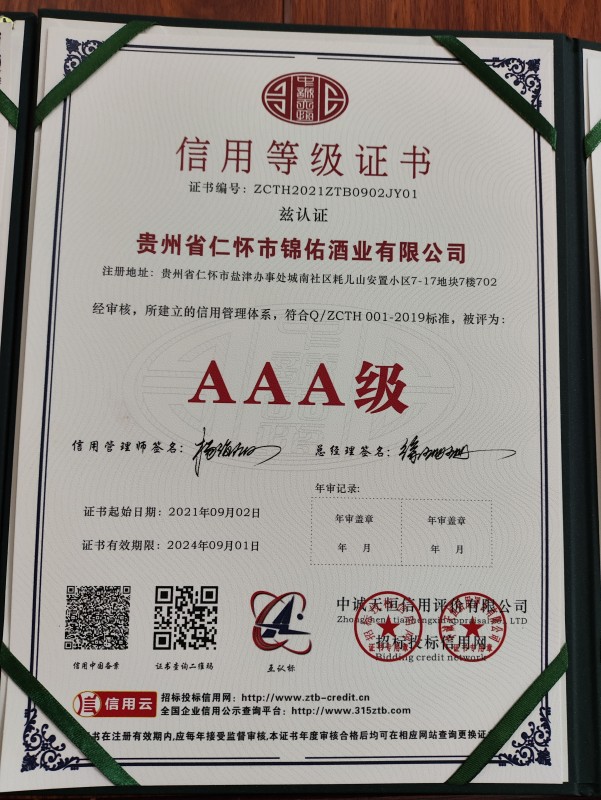 信用等级证书
证书编号：ZCTH2021ZTB0902JY01
兹认证
贵州省仁怀市锦佑酒业有限公司
注册地址：贵州省仁怀市盐津办事处城南社区耗儿山安置小区7-17地块7楼702
经审核，所建立的信用管理体系，符合Q/ZCTH 001-2019标准，被评为：
AAA级
信用管理师签名：
总经理签名：
年审记录：
证书起始日期：2021年09月02日
年审盖章
年审盖章
证书有效期限：2024年09月01日
年 月
年 月
中诚天恒信用评价有限公司
招标投标信用网
Bidding credit network
信用中国备案
证书查询二维码
互认标
信用云
招标投标信用网：http://www.ztb-credit.cn
全国企业信用公示查询平台：http://www.315ztb.com
书在注册有效期内,应每年接受监督审核,本证书年度审核合格后均可在相应网站查询更换证